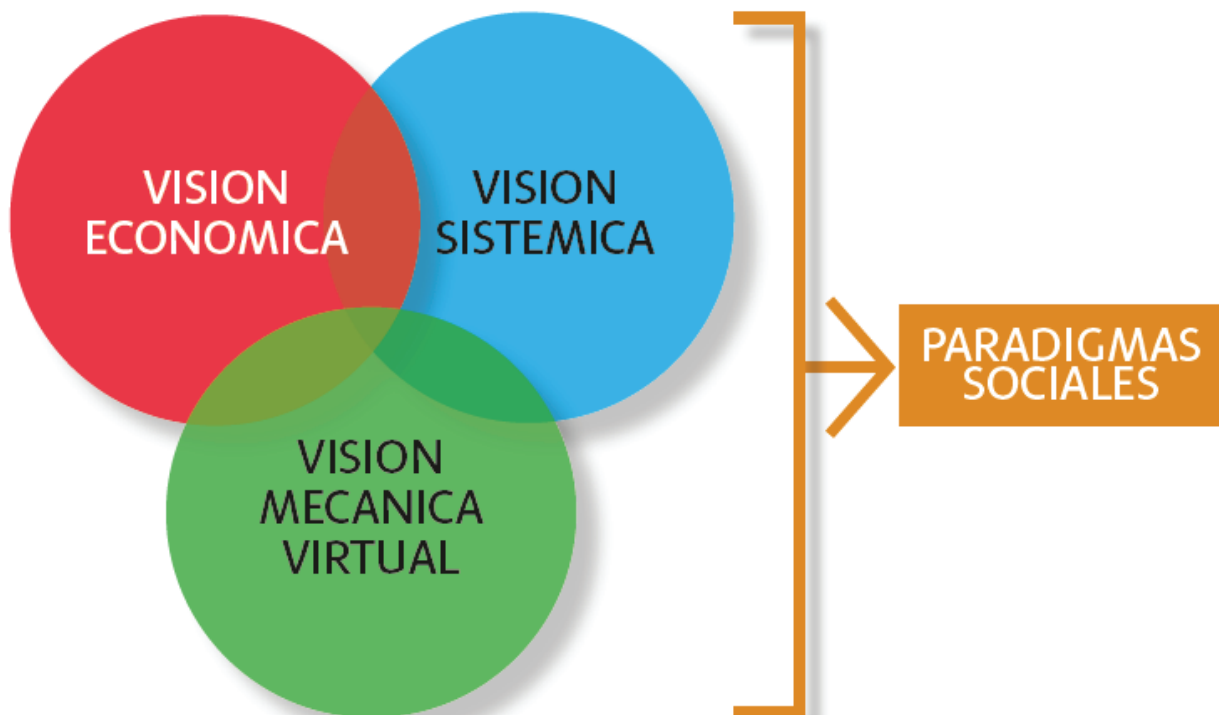 VISION
ECONOMICA
VISION
SISTEMICA
VISION
MECANICA
VIRTUAL
PARADIGMAS
SOCIALES